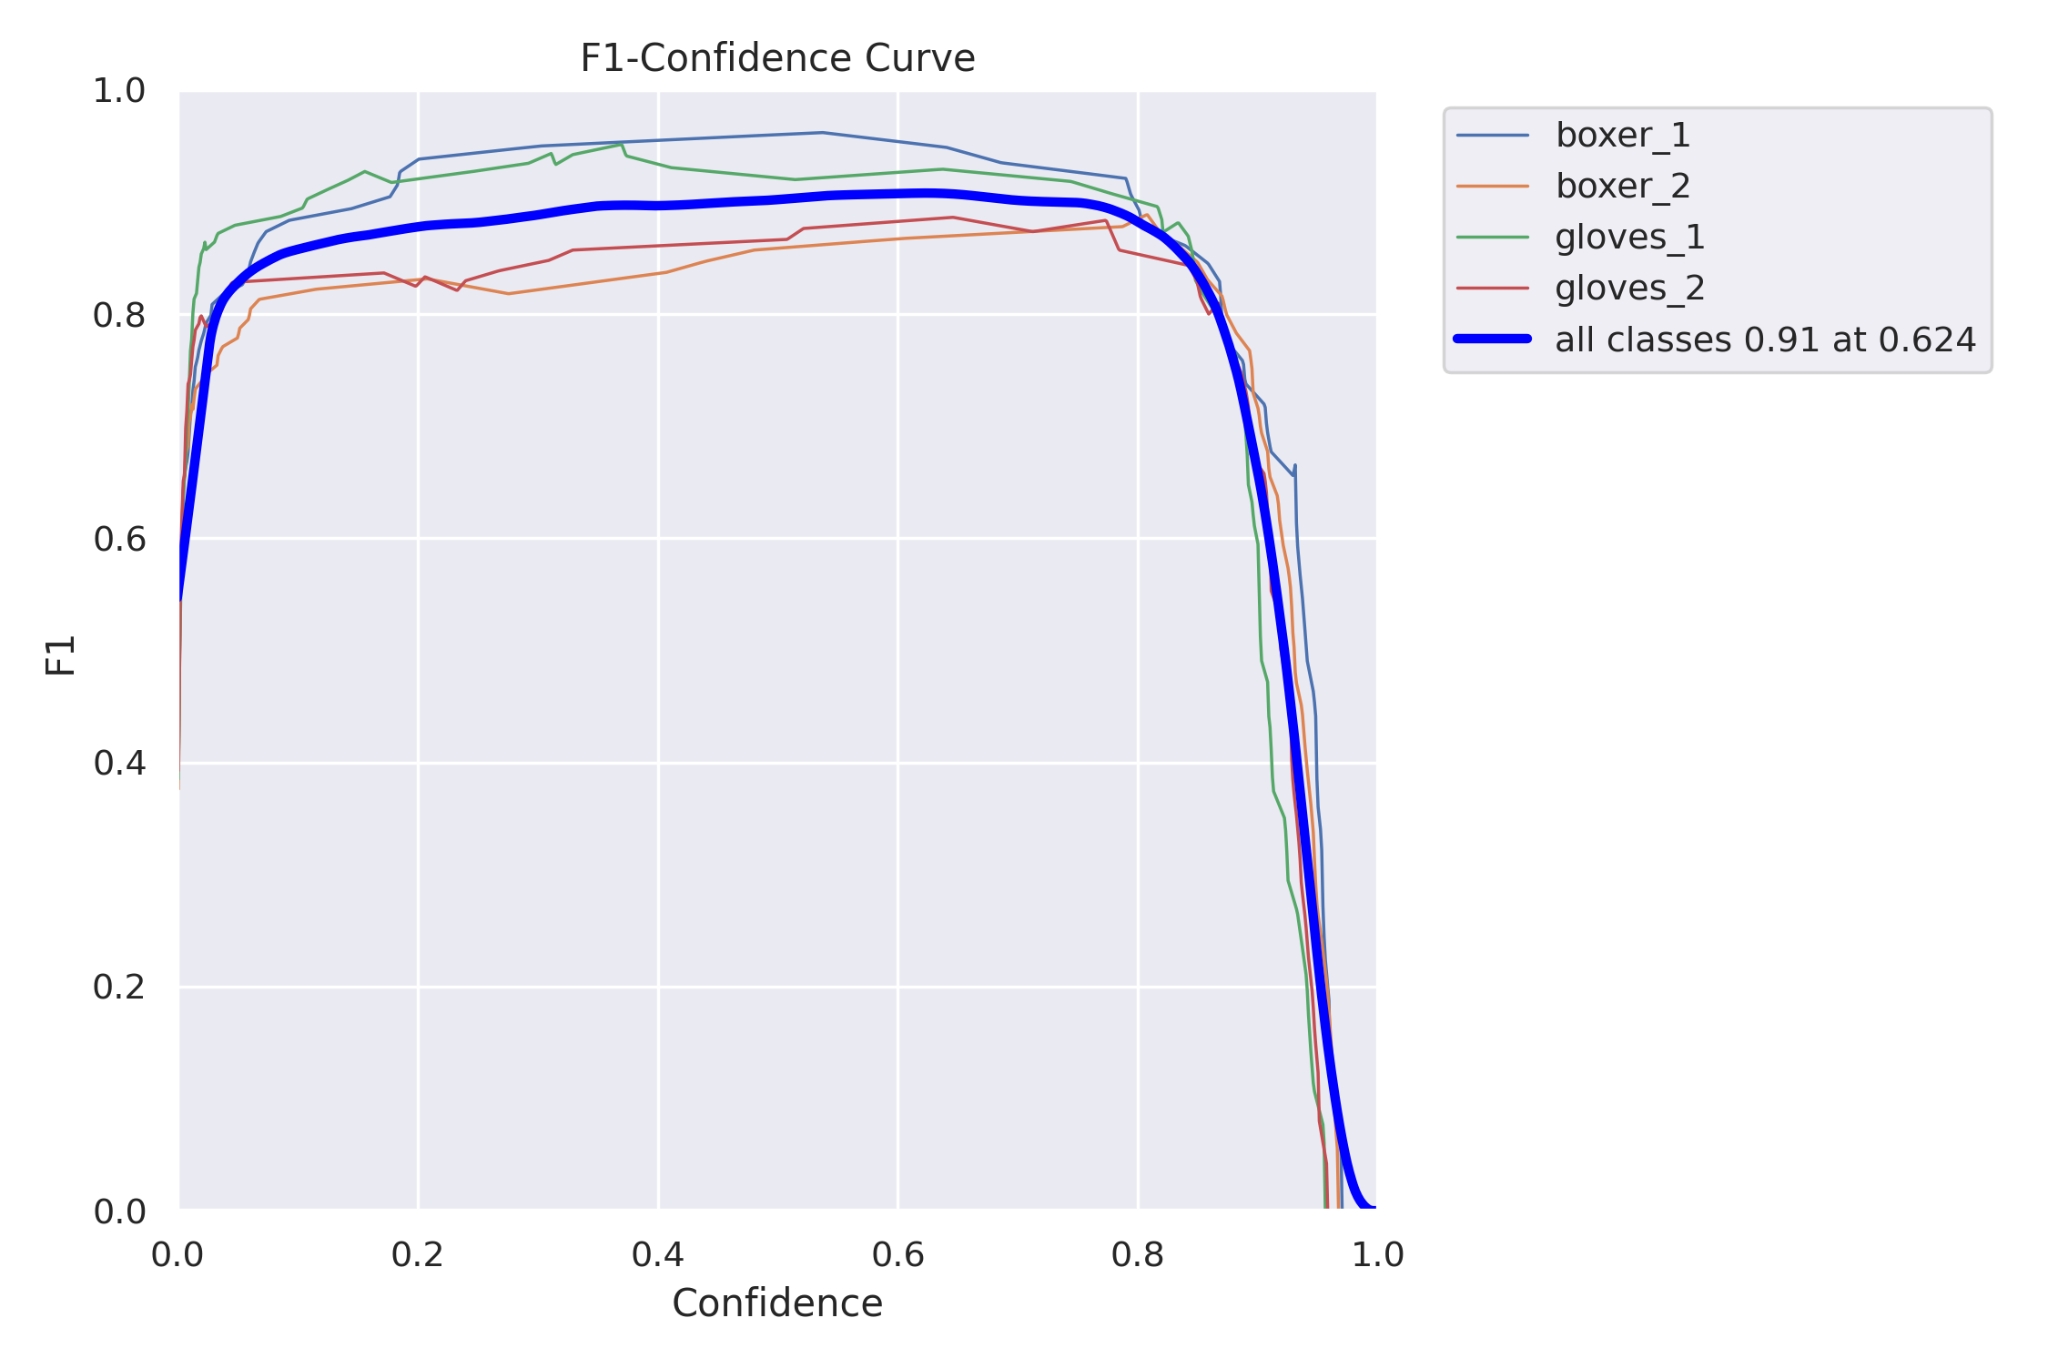 F1-Confidence Curve
1.0
0.8
0.6
0.4
0.2
0.0
F1
0.0 0.2 0.4 0.6 0.8 1.0
Confidence
boxer_1
boxer_2
gloves_1
gloves_2
all classes 0.91 at 0.624